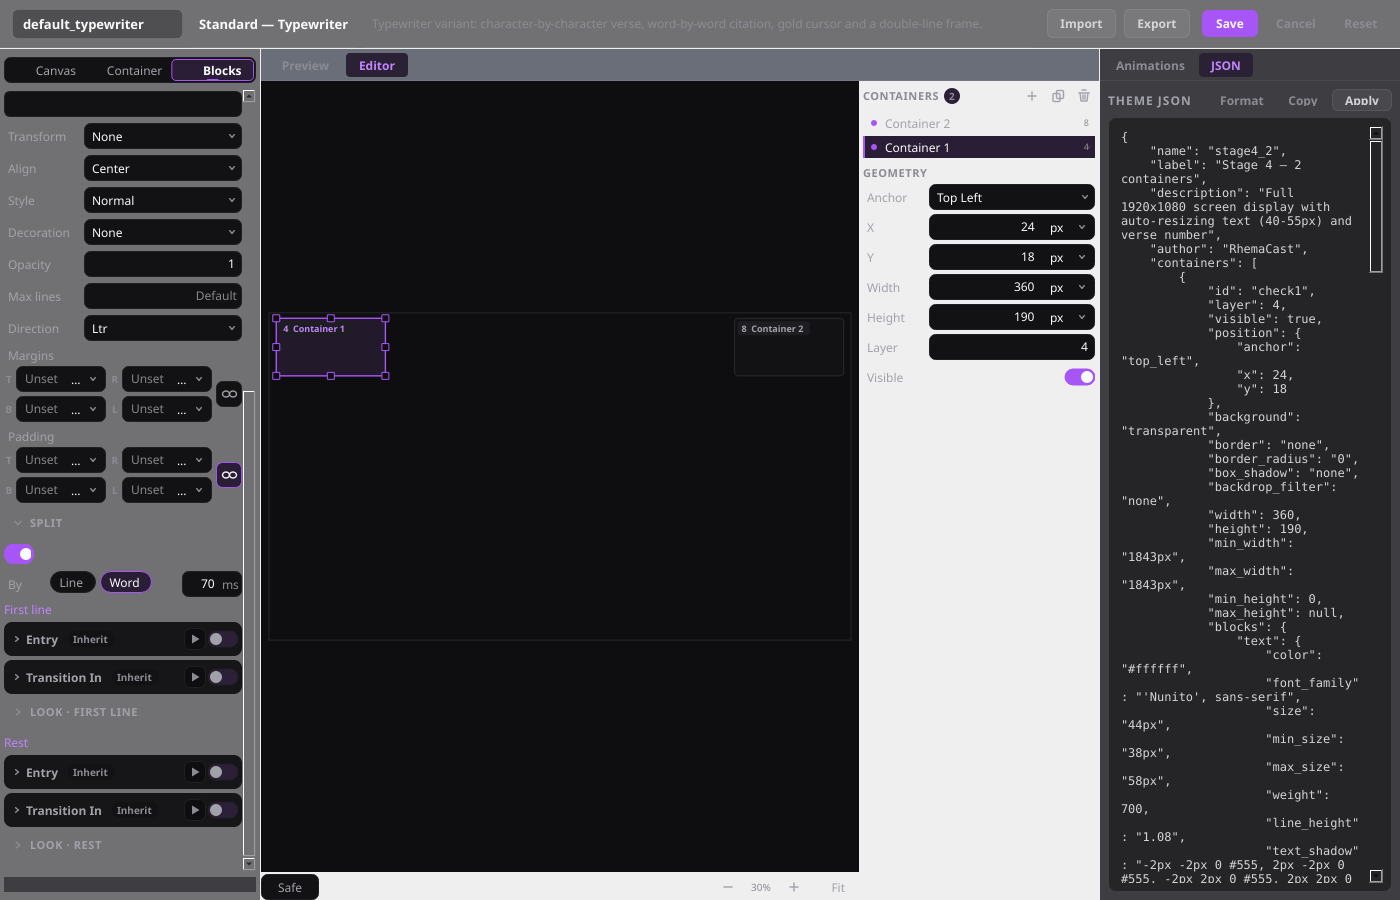 default_typewriter
Standard — Typewriter
Typewriter variant: character-by-character verse, word-by-word citation, gold cursor and a double-line frame.
Import
Export
Save
Cancel
Reset
Canvas
Container
Blocks
Transform
None
Align
Center
Style
Normal
Decoration
None
Opacity
1
Max lines
Default
Direction
Ltr
Margins
T Unset ... R Unset ...
B Unset ... L Unset ...
Padding
T Unset ... R Unset ...
B Unset ... L Unset ...
SPLIT
By
Line
Word
70 ms
First line
Entry Inherit
Transition In Inherit
LOOK · FIRST LINE
Rest
Entry Inherit
Transition In Inherit
LOOK · REST
Preview
Editor
4 Container 1
8 Container 2
Safe
30%
Fit
CONTAINERS 2
Container 2 8
Container 1 4
GEOMETRY
Anchor
Top Left
X
24 px
Y
18 px
Width
360 px
Height
190 px
Layer
4
Visible
Animations
JSON
THEME JSON
Format
Copy
Apply
{
"name": "stage4_2",
"label": "Stage 4 — 2
containers",
"description": "Full
1920x1080 screen display with
auto-resizing text (40-55px) and
verse number",
"author": "RhemaCast",
"containers": [
{
"id": "check1",
"layer": 4,
"visible": true,
"position": {
"anchor":
"top_left",
"x": 24,
"y": 18
},
"background":
"transparent",
"border": "none",
"border_radius": "0",
"box_shadow": "none",
"backdrop_filter":
"none",
"width": 360,
"height": 190,
"min_width":
"1843px",
"max_width":
"1843px",
"min_height": 0,
"max_height": null,
"blocks": {
"text": {
"color":
"#ffffff",
"font_family"
: "'Nunito', sans-serif",
"size":
"44px",
"min_size":
"38px",
"max_size":
"58px",
"weight":
700,
"line_height"
: "1.08",
"text_shadow"
: "-2px -2px 0 #555, 2px -2px 0
#555, -2px 2px 0 #555, 2px 2px 0